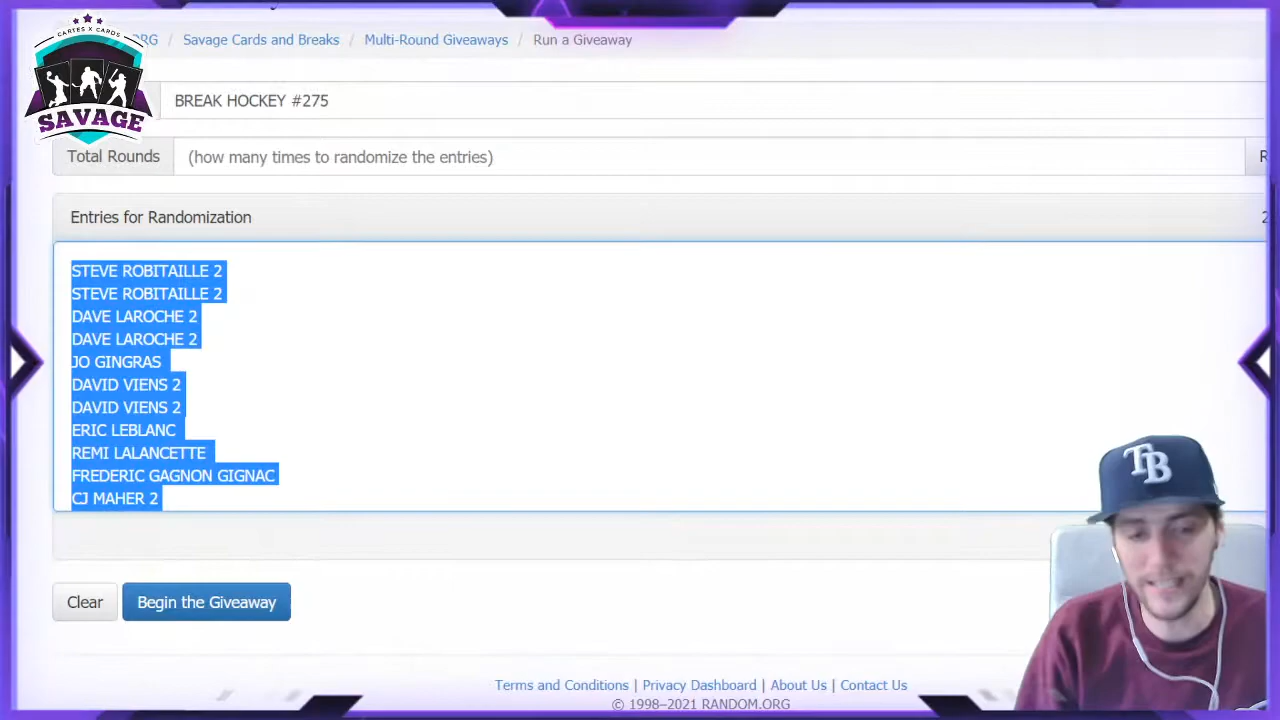 CARTES X CARDS
SAVAGE
ORG / Savage Cards and Breaks / Multi-Round Giveaways / Run a Giveaway
BREAK HOCKEY #275
Total Rounds (how many times to randomize the entries)
Entries for Randomization
STEVE ROBITAILLE 2
STEVE ROBITAILLE 2
DAVE LAROCHE 2
DAVE LAROCHE 2
JO GINGRAS
DAVID VIENS 2
DAVID VIENS 2
ERIC LEBLANC
REMI LALANCETTE
FREDERIC GAGNON GIGNAC
CJ MAHER 2
TB
Clear Begin the Giveaway
Terms and Conditions | Privacy Dashboard | About Us | Contact Us
© 1998–2021 RANDOM.ORG